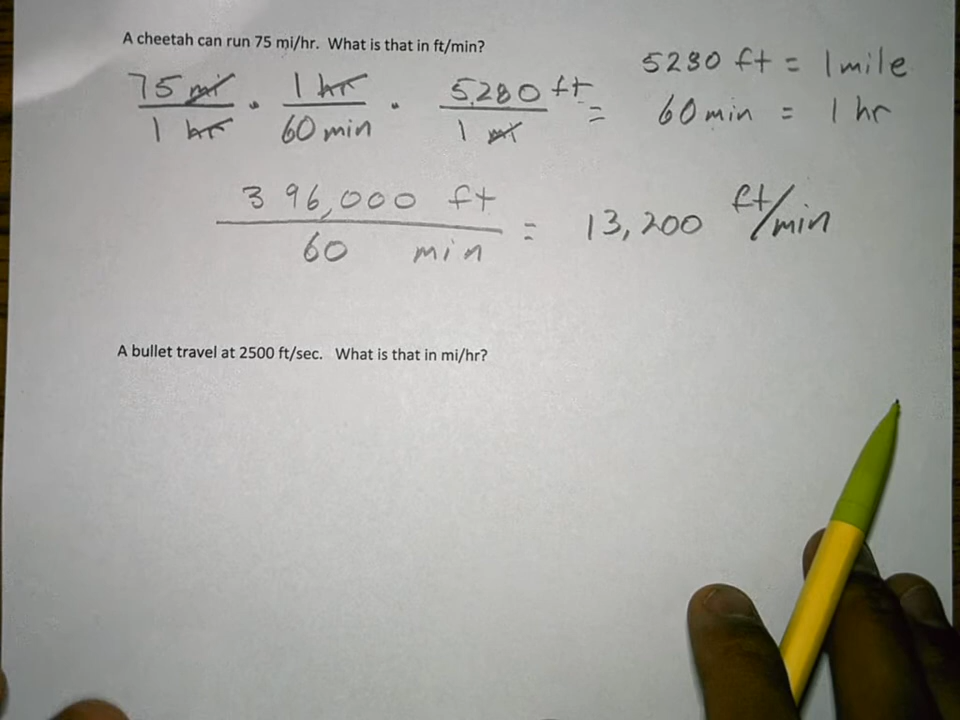 A cheetah can run 75 mi/hr. What is that in ft/min?
75 mi/1 hr · 1 hr/60 min · 5,280 ft/1 mi =
5280 ft = 1 mile
60 min = 1 hr
396,000 ft/60 min = 13,200 ft/min
A bullet travel at 2500 ft/sec. What is that in mi/hr?